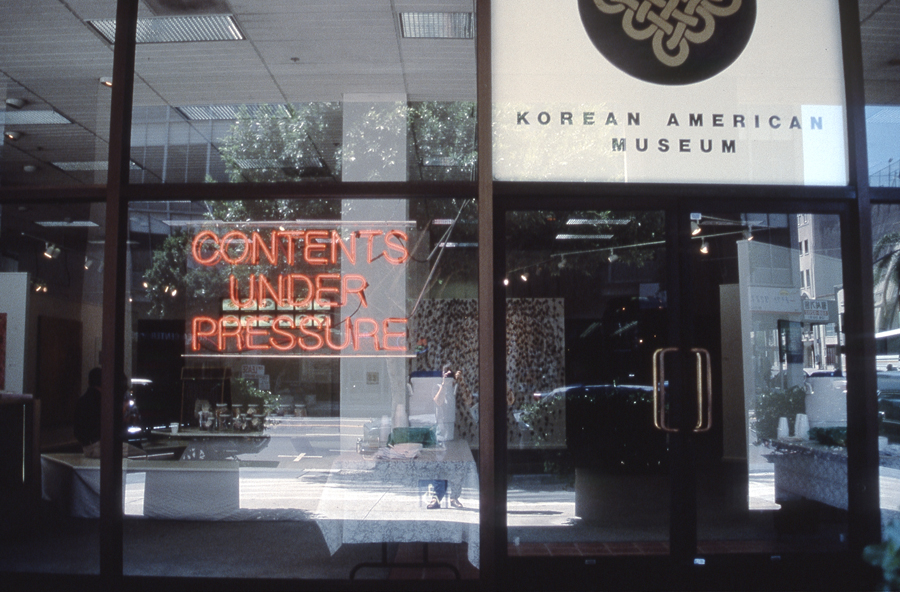 CONTENTS
UNDER
PRESSURE
KOREAN AMERICAN
MUSEUM